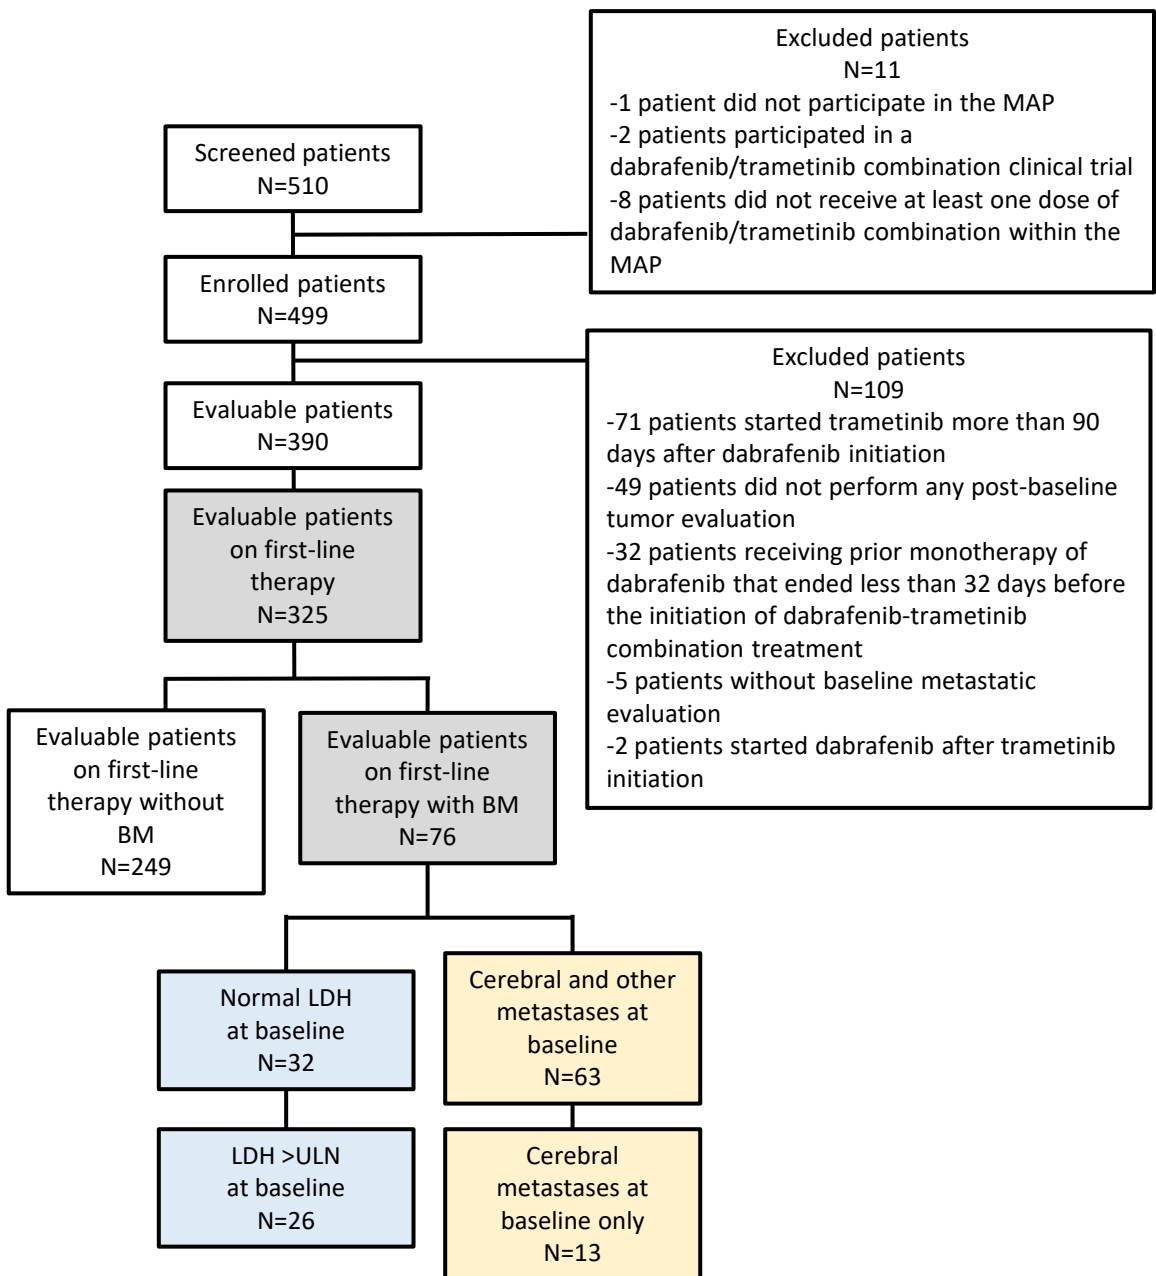 Excluded patients
N=11
-1 patient did not participate in the MAP
-2 patients participated in a
dabrafenib/trametinib combination clinical trial
-8 patients did not receive at least one dose of
dabrafenib/trametinib combination within the
MAP
Screened patients
N=510
Enrolled patients
N=499
Excluded patients
N=109
-71 patients started trametinib more than 90
days after dabrafenib initiation
-49 patients did not perform any post-baseline
tumor evaluation
-32 patients receiving prior monotherapy of
dabrafenib that ended less than 32 days before
the initiation of dabrafenib-trametinib
combination treatment
-5 patients without baseline metastatic
evaluation
-2 patients started dabrafenib after trametinib
initiation
Evaluable patients
N=390
Evaluable patients
on first-line
therapy
N=325
Evaluable patients
on first-line
therapy without
BM
N=249
Evaluable patients
on first-line
therapy with BM
N=76
Normal LDH
at baseline
N=32
Cerebral and other
metastases at
baseline
N=63
LDH >ULN
at baseline
N=26
Cerebral
metastases at
baseline only
N=13